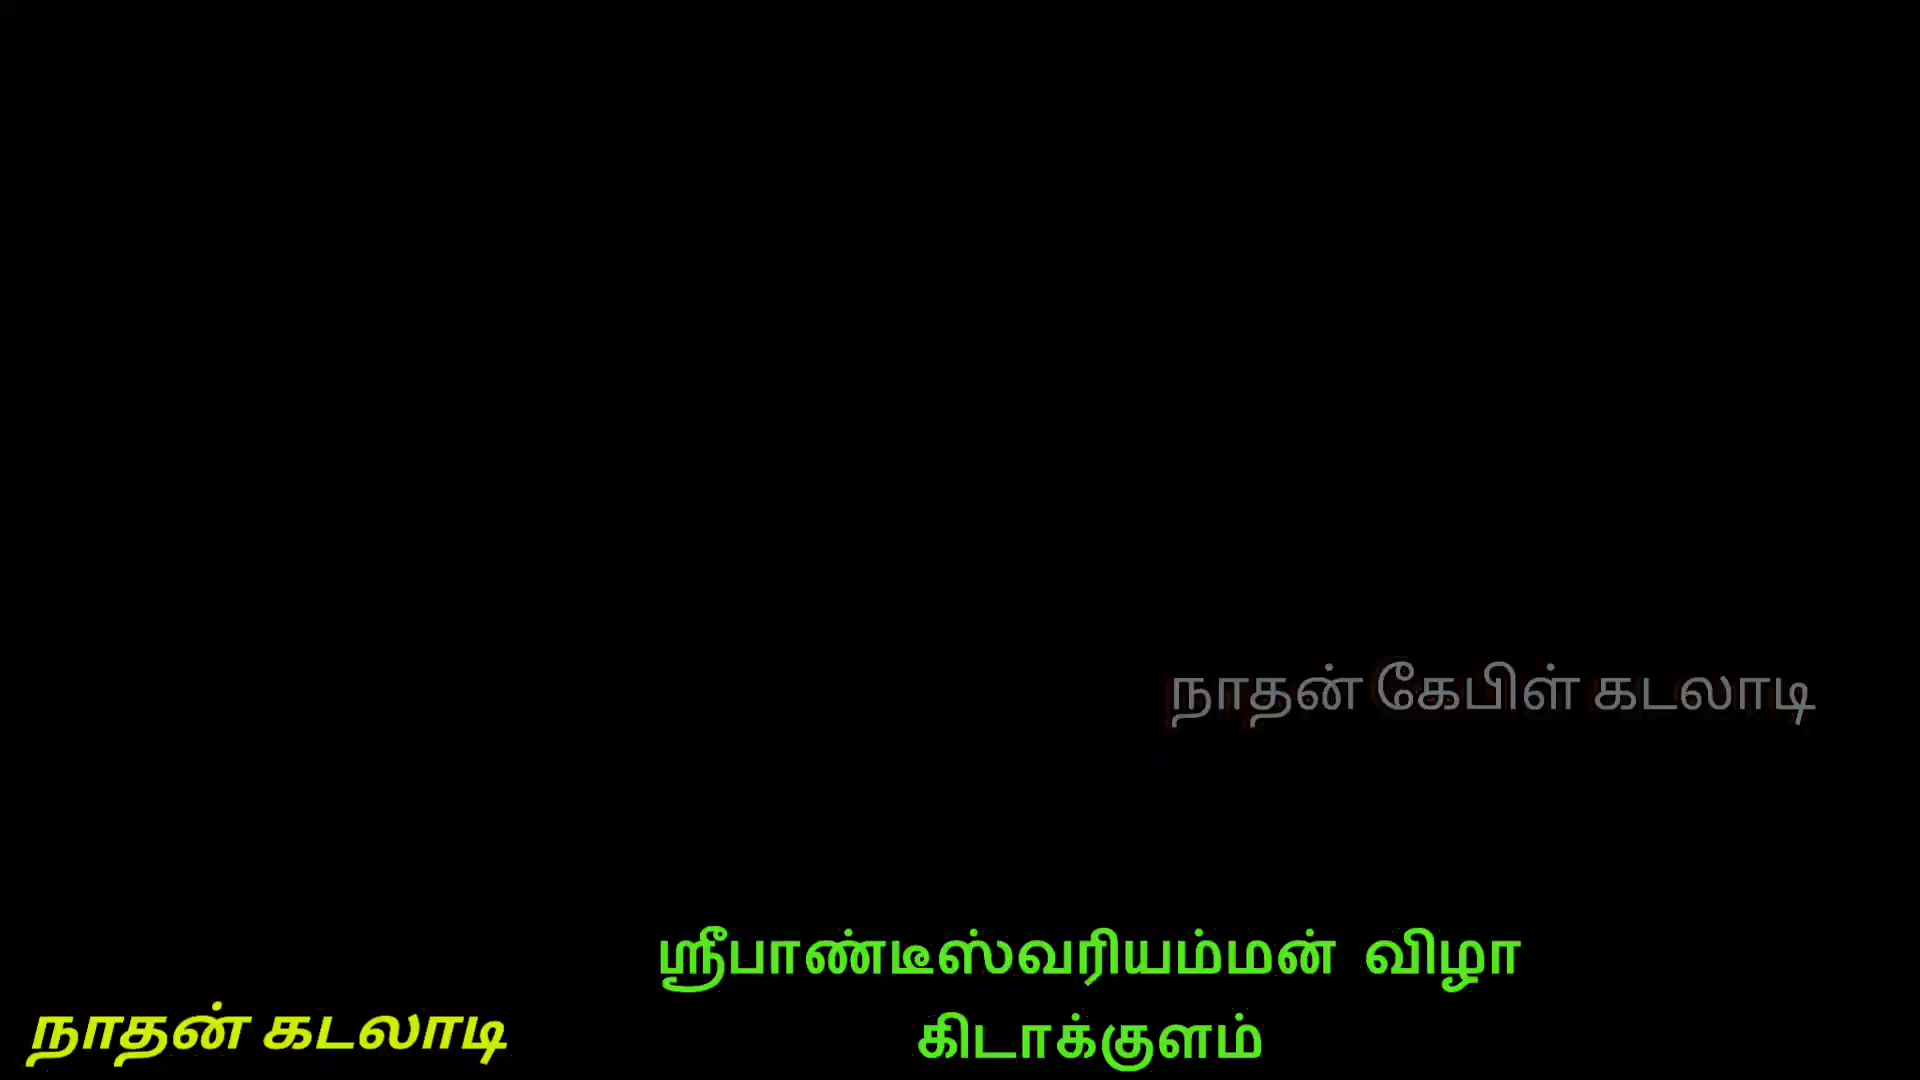 நாதன் கேபிள் கடலாடி
ஸ்ரீபாண்டீஸ்வரியம்மன் விழா
கிடாக்குளம்
நாதன் கடலாடி